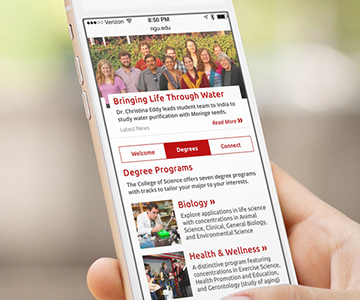 Verizon 8:50 PM
ngu.edu
Bringing Life Through Water
Dr. Christina Eddy leads student team to India to
study water purification with Moringa seeds.
Latest News Read More »
Welcome Degrees Connect
Degree Programs
The College of Science offers seven degree programs
with tracks to tailor your major to your interests.
Biology »
Explore applications in life science
with concentrations in Animal
Science, Clinical, General Biology,
and Environmental Science
Health & Wellness »
A distinctive program featuring
concentrations in Exercise Science,
Health Promotion and Education,
and Gerontology (study of aging)